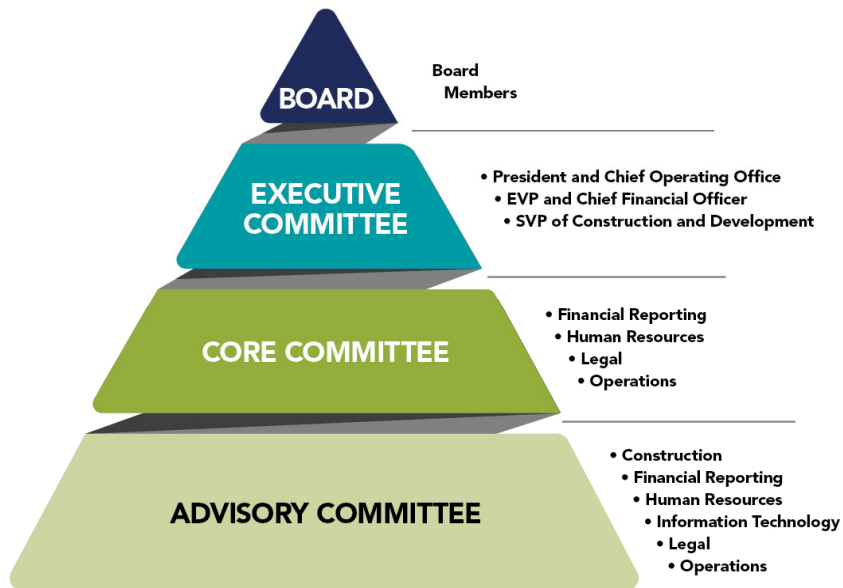 BOARD
Board
Members
EXECUTIVE
COMMITTEE
• President and Chief Operating Office
• EVP and Chief Financial Officer
• SVP of Construction and Development
CORE COMMITTEE
• Financial Reporting
• Human Resources
• Legal
• Operations
ADVISORY COMMITTEE
• Construction
• Financial Reporting
• Human Resources
• Information Technology
• Legal
• Operations